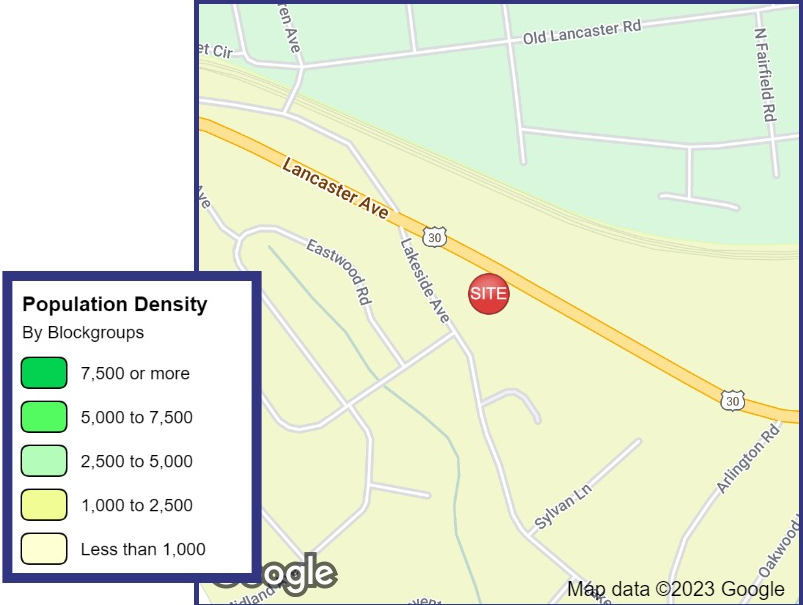 Old Lancaster Rd
N Fairfield Rd
Lancaster Ave
30
Eastwood Rd
Lakeside Ave
SITE
30
Arlington Rd
Sylvan Ln
Population Density
By Blockgroups
7,500 or more
5,000 to 7,500
2,500 to 5,000
1,000 to 2,500
Less than 1,000
Google
Map data ©2023 Google